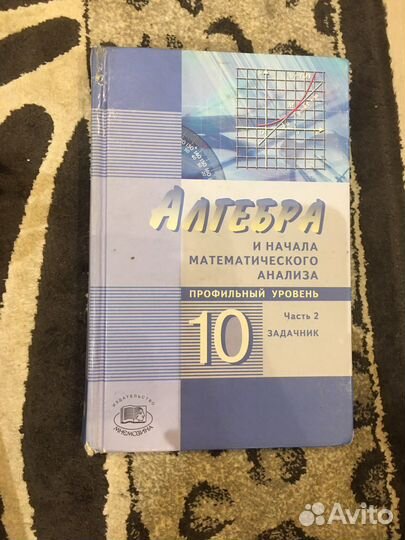 АЛГЕБРА
И НАЧАЛА
МАТЕМАТИЧЕСКОГО
АНАЛИЗА
ПРОФИЛЬНЫЙ УРОВЕНЬ
10
Часть 2
ЗАДАЧНИК
ИЗДАТЕЛЬСТВО
МНЕМОЗИНА
Avito